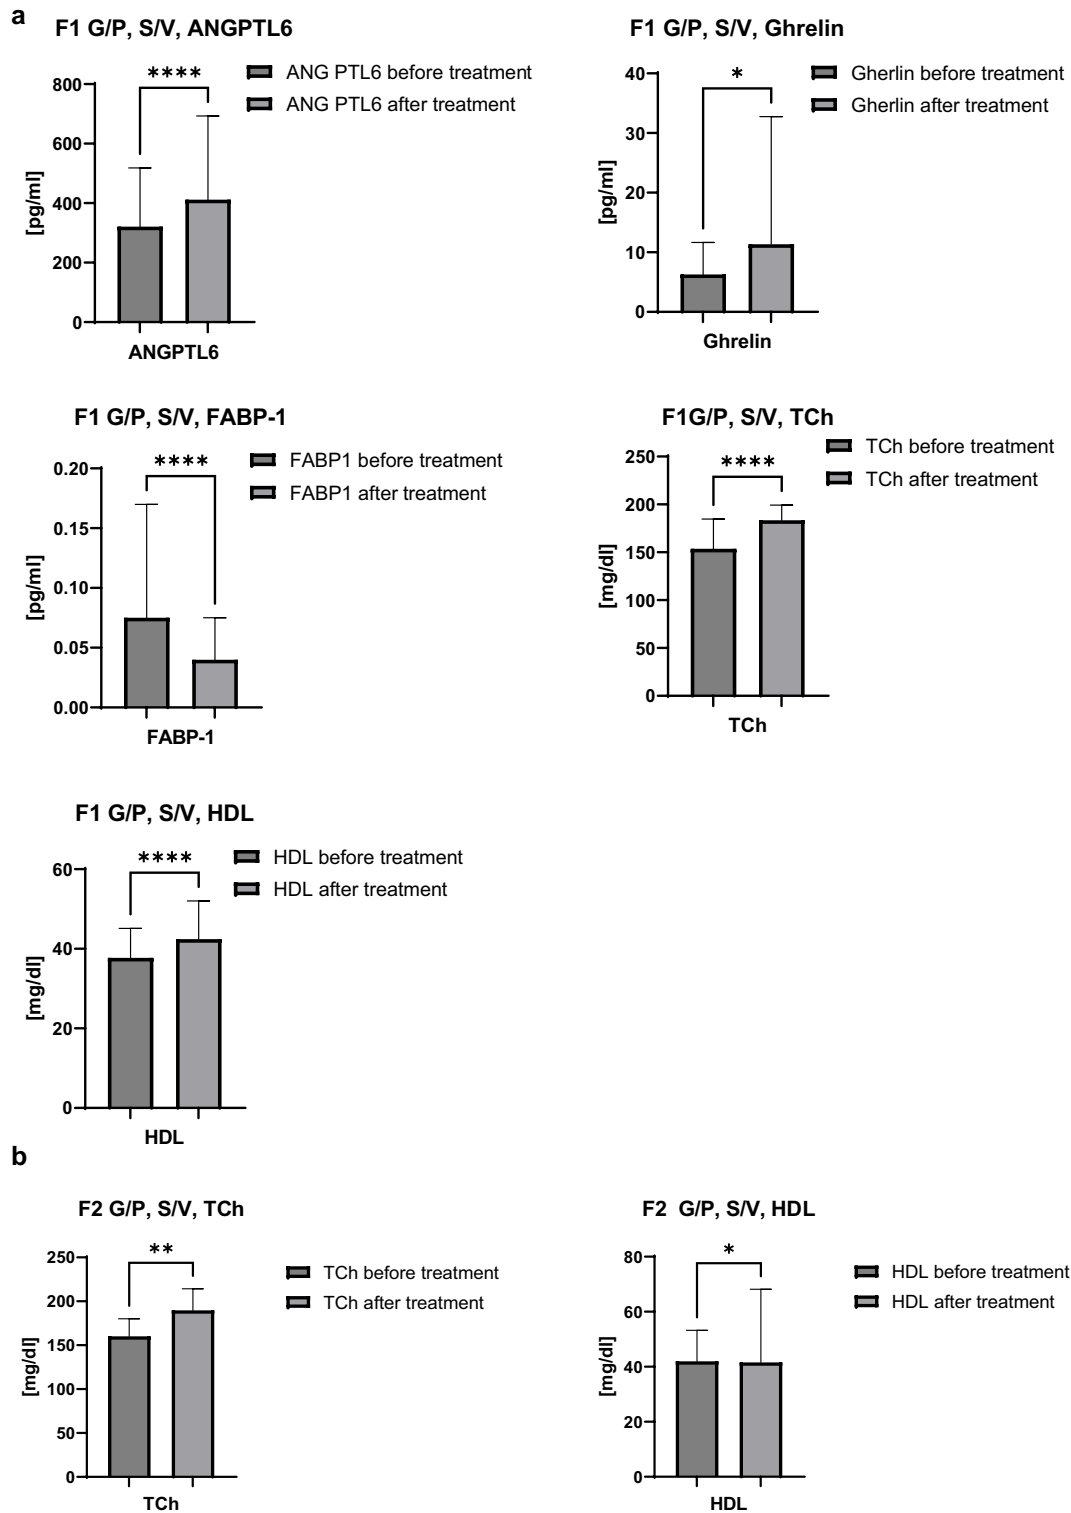 a
F1 G/P, S/V, ANGPTL6
****
ANG PTL6 before treatment
ANG PTL6 after treatment
800
600
400
200
0
[pg/ml]
ANGPTL6
F1 G/P, S/V, Ghrelin
*
Gherlin before treatment
Gherlin after treatment
40
30
20
10
0
[pg/ml]
Ghrelin
F1 G/P, S/V, FABP-1
****
FABP1 before treatment
FABP1 after treatment
0.20
0.15
0.10
0.05
0.00
[pg/ml]
FABP-1
F1G/P, S/V, TCh
****
TCh before treatment
TCh after treatment
250
200
150
100
50
0
[mg/dl]
TCh
F1 G/P, S/V, HDL
****
HDL before treatment
HDL after treatment
60
40
20
0
[mg/dl]
HDL
b
F2 G/P, S/V, TCh
**
TCh before treatment
TCh after treatment
250
200
150
100
50
0
[mg/dl]
TCh
F2  G/P, S/V, HDL
*
HDL before treatment
HDL after treatment
80
60
40
20
0
[mg/dl]
HDL